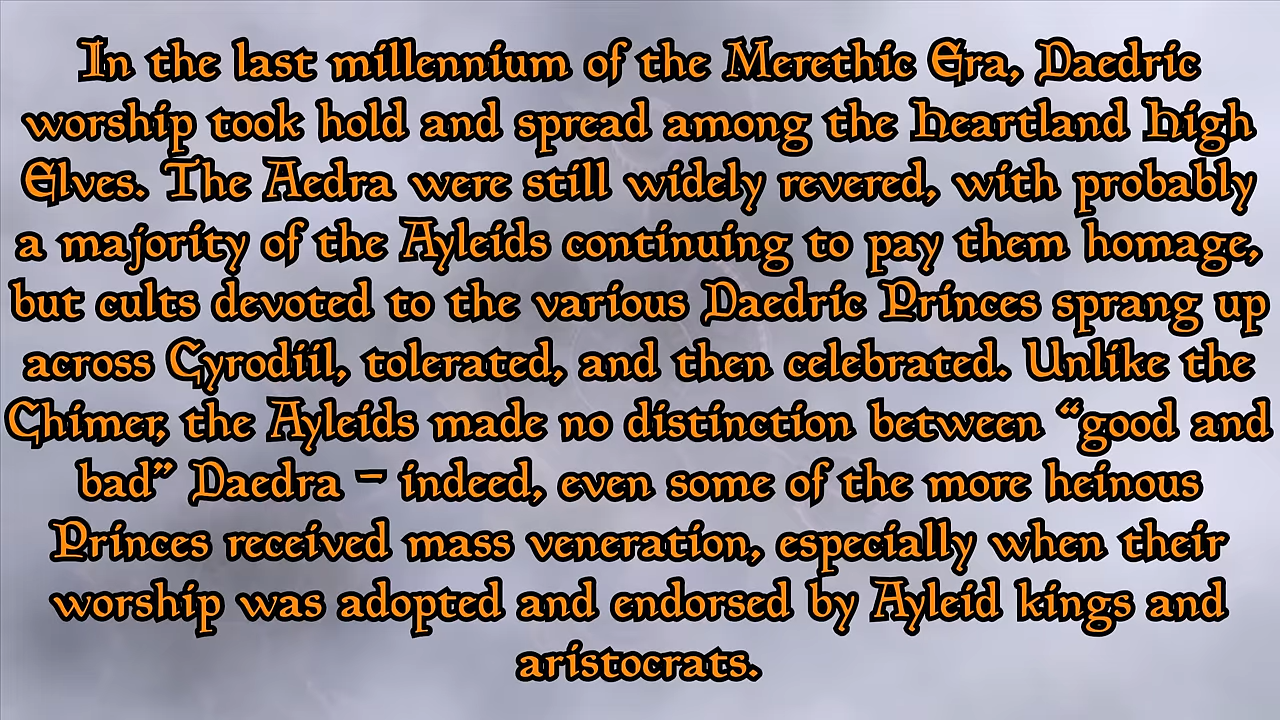 In the last millennium of the Merethic Era, Daedric
worship took hold and spread among the Heartland High
Elves. The Aedra were still widely revered, with probably
a majority of the Ayleids continuing to pay them homage,
but cults devoted to the various Daedric Princes sprang up
across Cyrodiil, tolerated, and then celebrated. Unlike the
Chimer, the Ayleids made no distinction between “good and
bad” Daedra – indeed, even some of the more heinous
Princes received mass veneration, especially when their
worship was adopted and endorsed by Ayleid kings and
aristocrats.